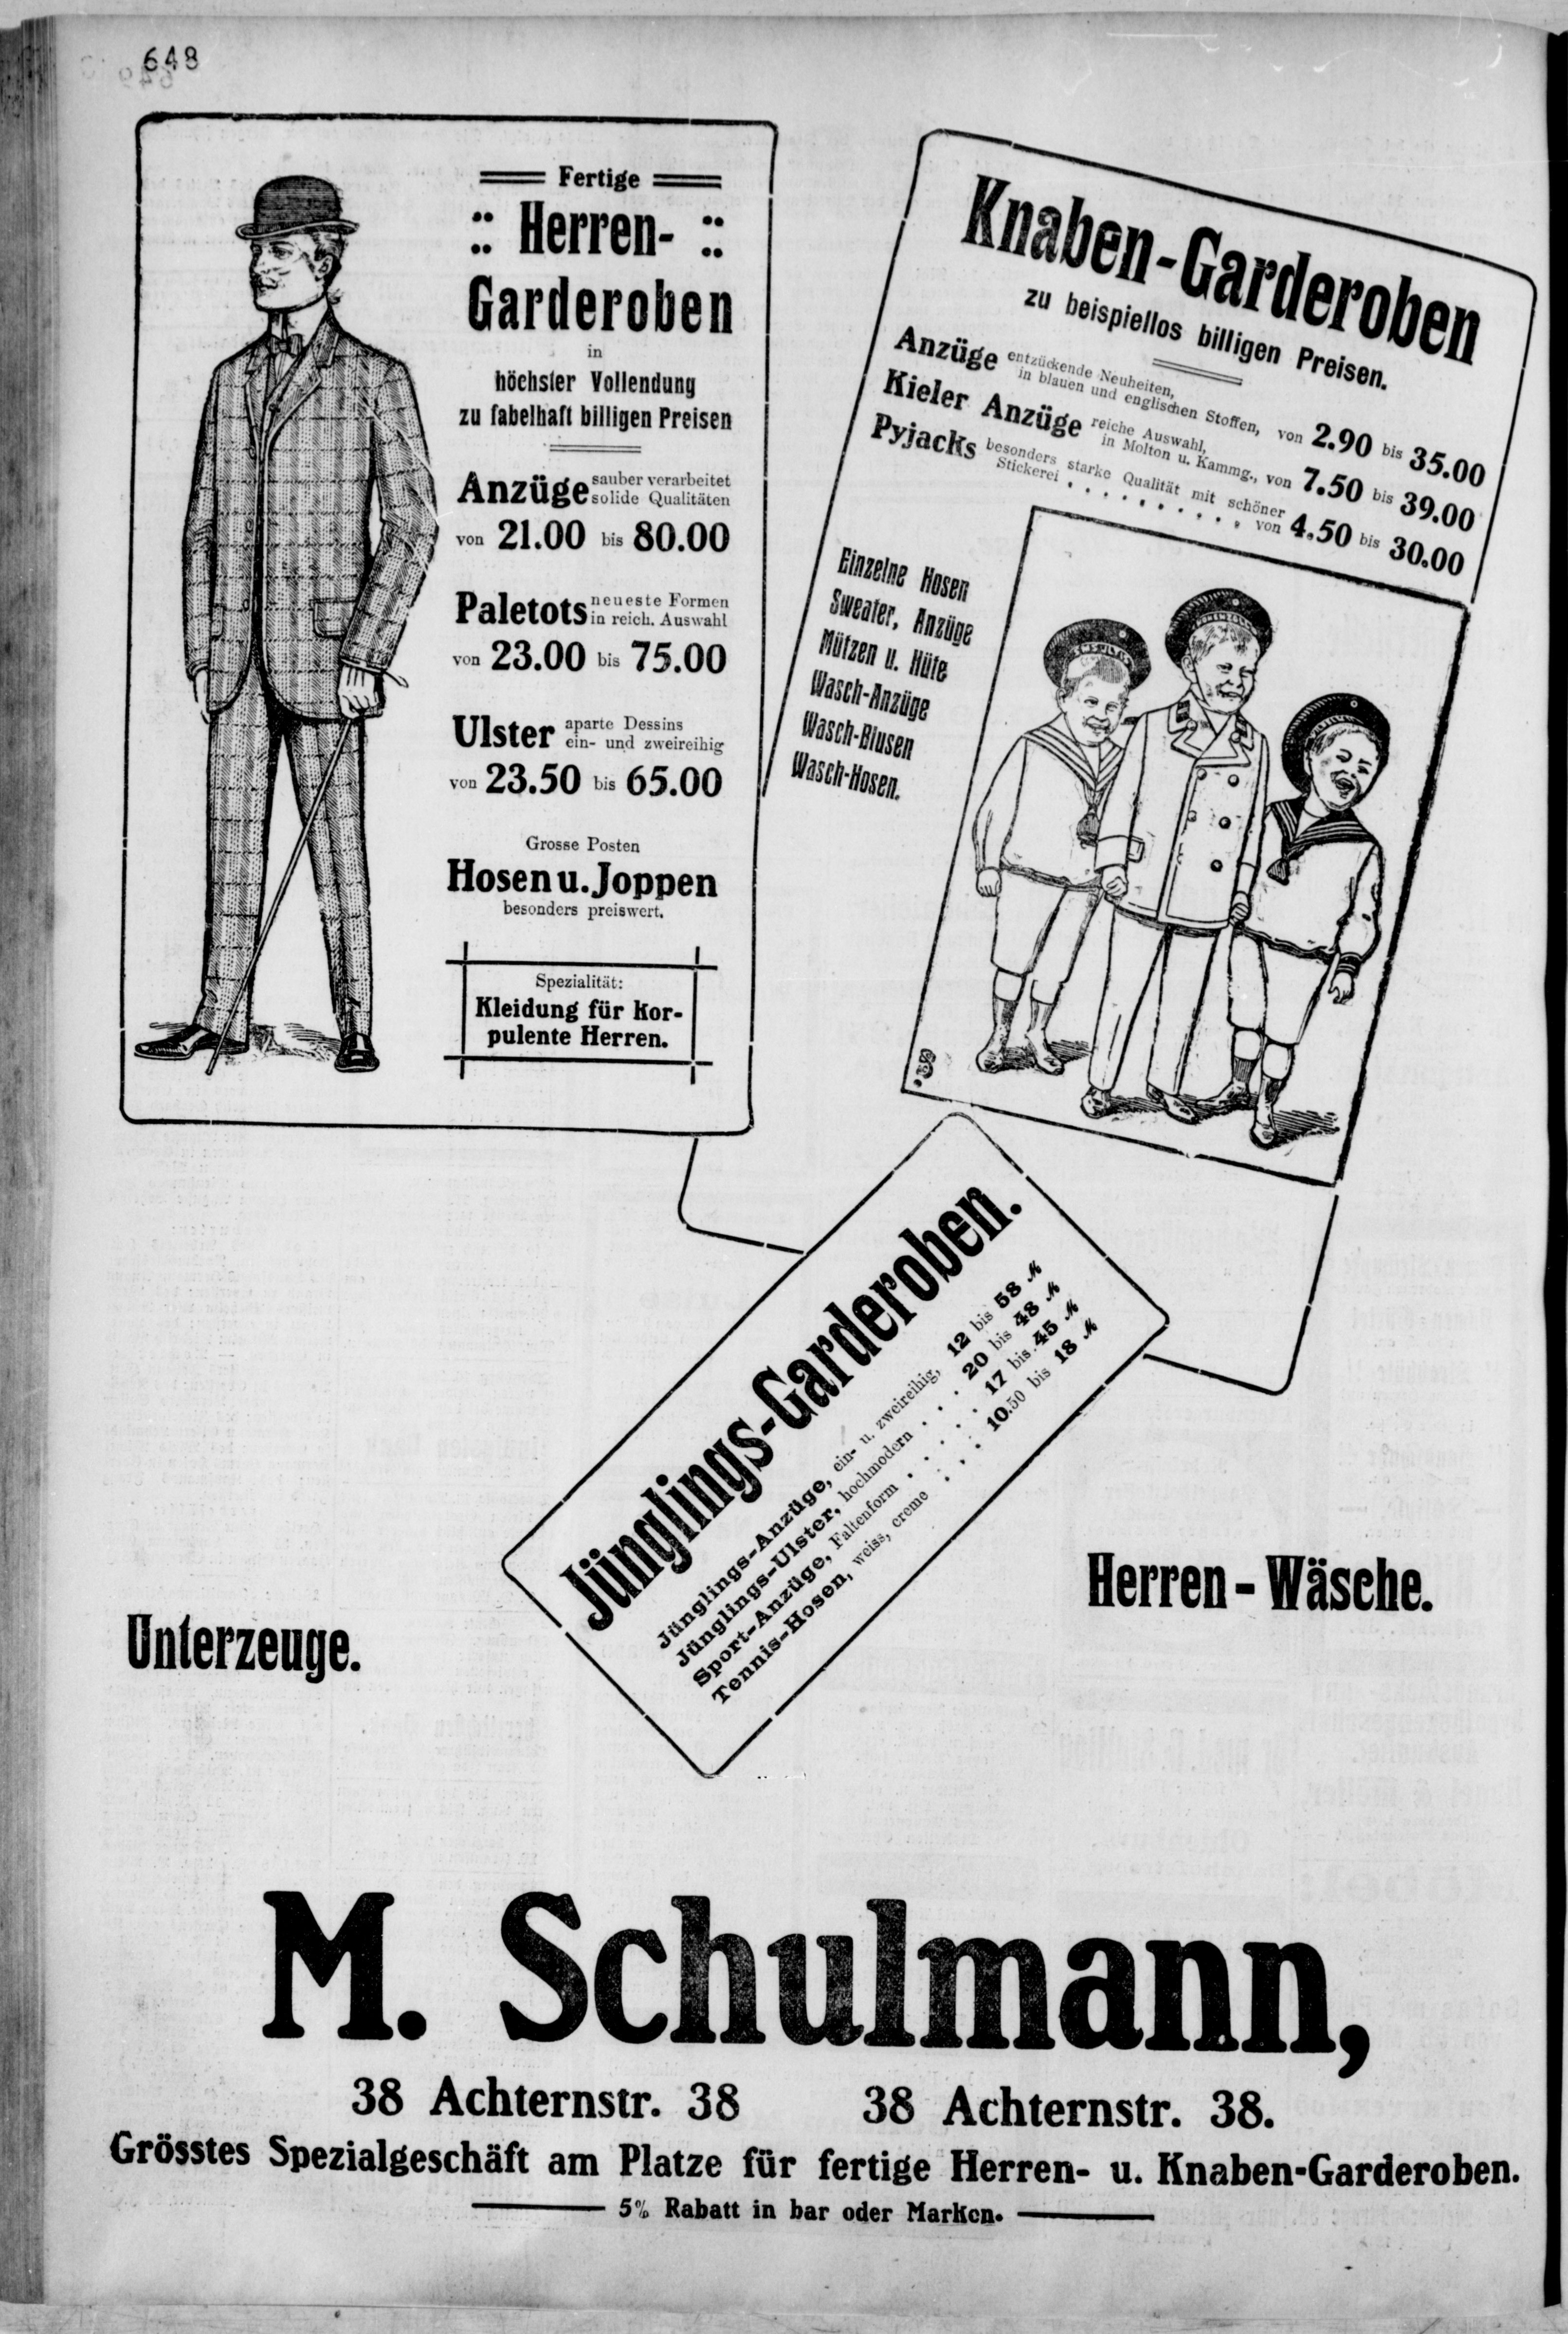 648
Fertige
Herren-
Garderoben
in
höchster Vollendung
zu fabelhaft billigen Preisen
Anzüge sauber verarbeitet
solide Qualitäten
von 21.00 bis 80.00
Paletots neueste Formen
in reich. Auswahl
von 23.00 bis 75.00
Ulster aparte Dessins
ein- und zweireihig
von 23.50 bis 65.00
Grosse Posten
Hosen u. Joppen
besonders preiswert.
Spezialität:
Kleidung für kor-
pulente Herren.
Knaben-Garderoben
zu beispiellos billigen Preisen.
Anzüge entzückende Neuheiten,
in blauen und englischen Stoffen, von 2.90 bis 35.00
Kieler Anzüge reiche Auswahl,
in Molton u. Kammg., von 7.50 bis 39.00
Pyjacks besonders starke Qualität mit schöner
Stickerei . . . . . . . . . . von 4.50 bis 30.00
Einzelne Hosen
Sweater, Anzüge
Mützen u. Hüte
Wasch-Anzüge
Wasch-Blusen
Wasch-Hosen.
Jünglings-Garderoben.
Jünglings-Anzüge, ein- u. zweireihig, 12 bis 58 M
Jünglings-Ulster, hochmodern . . . 20 bis 48 M
Sport-Anzüge, Faltenform . . . . . 17 bis 45 M
Tennis-Hosen, weiss, creme . . . 10.50 bis 18 M
Unterzeuge.
Herren-Wäsche.
M. Schulmann,
38 Achternstr. 38 38 Achternstr. 38.
Grösstes Spezialgeschäft am Platze für fertige Herren- u. Knaben-Garderoben.
5% Rabatt in bar oder Marken.